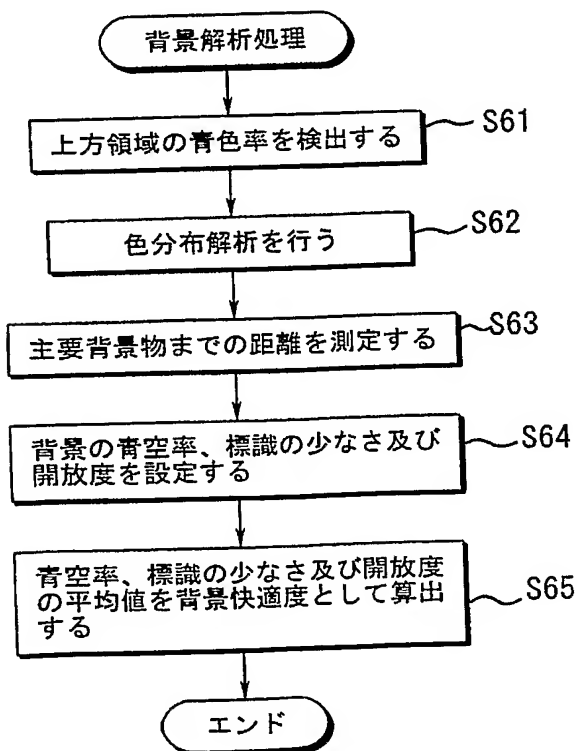 背景解析処理
上方領域の青色率を検出する
S61
色分布解析を行う
S62
主要背景物までの距離を測定する
S63
背景の青空率、標識の少なさ及び
開放度を設定する
S64
青空率、標識の少なさ及び開放度
の平均値を背景快適度として算出
する
S65
エンド